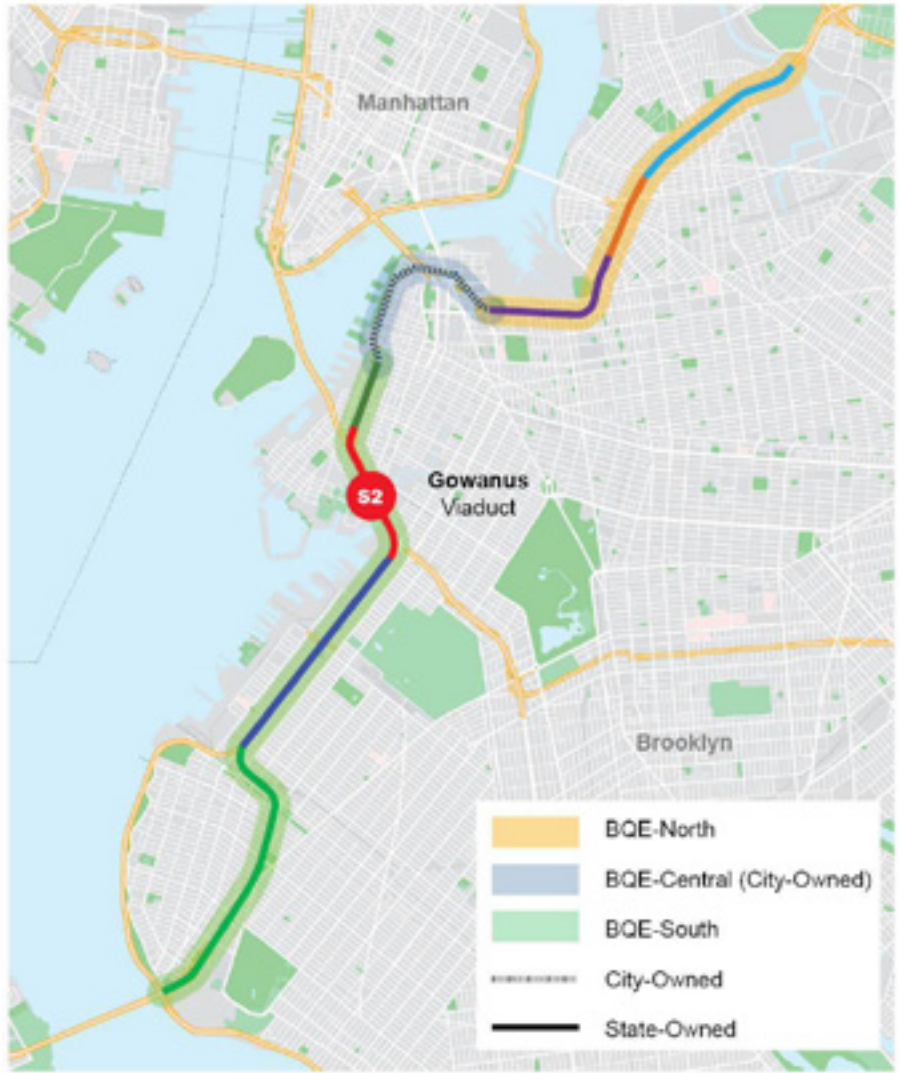 Manhattan
S2
Gowanus
Viaduct
Brooklyn
BQE-North
BQE-Central (City-Owned)
BQE-South
City-Owned
State-Owned